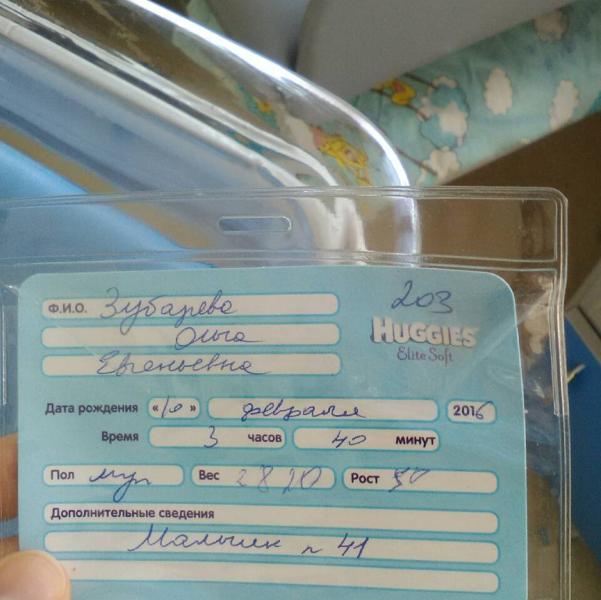 203
Ф.И.О. Зубарева
Ольга
Евгеньевна
HUGGIES
Elite Soft
Дата рождения «10» февраля 2016
Время 3 часов 40 минут
Пол муж Вес 2820 Рост 50
Дополнительные сведения
Мальчик п 41